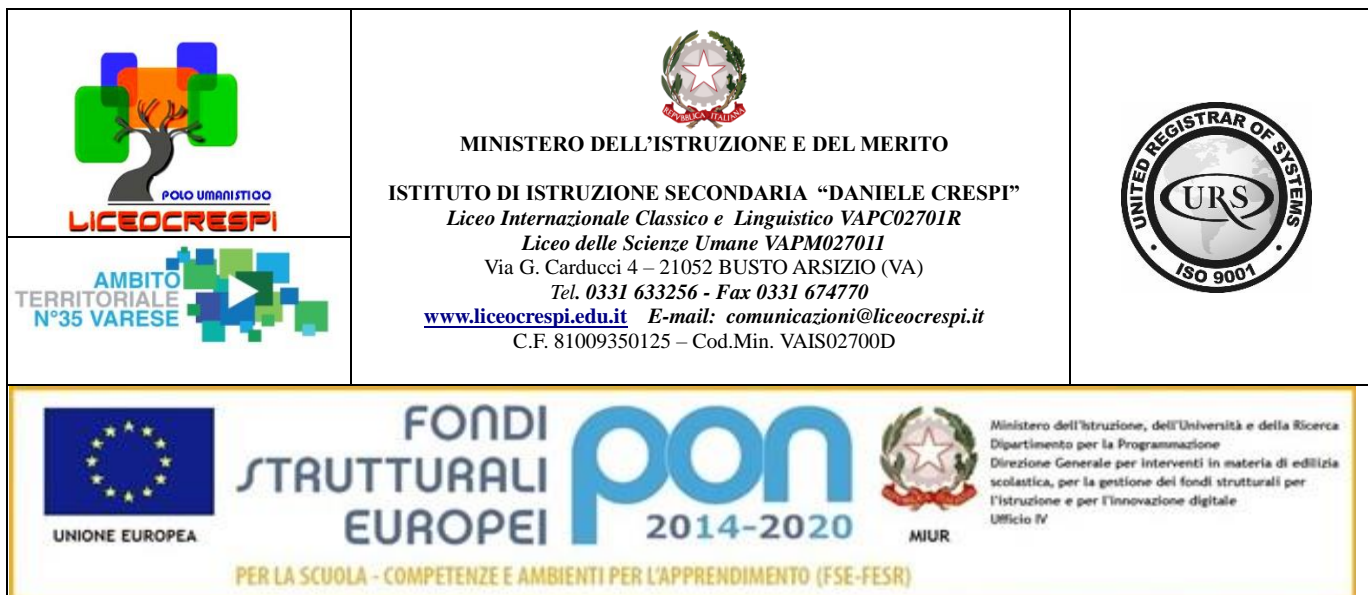 POLO UMANISTICO
LICEOCRESPI
AMBITO
TERRITORIALE
N°35 VARESE
REPVBBLICA ITALIANA
MINISTERO DELL’ISTRUZIONE E DEL MERITO
ISTITUTO DI ISTRUZIONE SECONDARIA “DANIELE CRESPI”
Liceo Internazionale Classico e Linguistico VAPC02701R
Liceo delle Scienze Umane VAPM027011
Via G. Carducci 4 – 21052 BUSTO ARSIZIO (VA)
Tel. 0331 633256 - Fax 0331 674770
www.liceocrespi.edu.it E-mail: comunicazioni@liceocrespi.it
C.F. 81009350125 – Cod.Min. VAIS02700D
UNITED REGISTRAR OF SYSTEMS
URS
ISO 9001
UNIONE EUROPEA
FONDI
STRUTTURALI
EUROPEI
pon
2014-2020
MIUR
Ministero dell'Istruzione, dell'Università e della Ricerca
Dipartimento per la Programmazione
Direzione Generale per interventi in materia di edilizia
scolastica, per la gestione dei fondi strutturali per
l'istruzione e per l'innovazione digitale
Ufficio IV
PER LA SCUOLA - COMPETENZE E AMBIENTI PER L'APPRENDIMENTO (FSE-FESR)